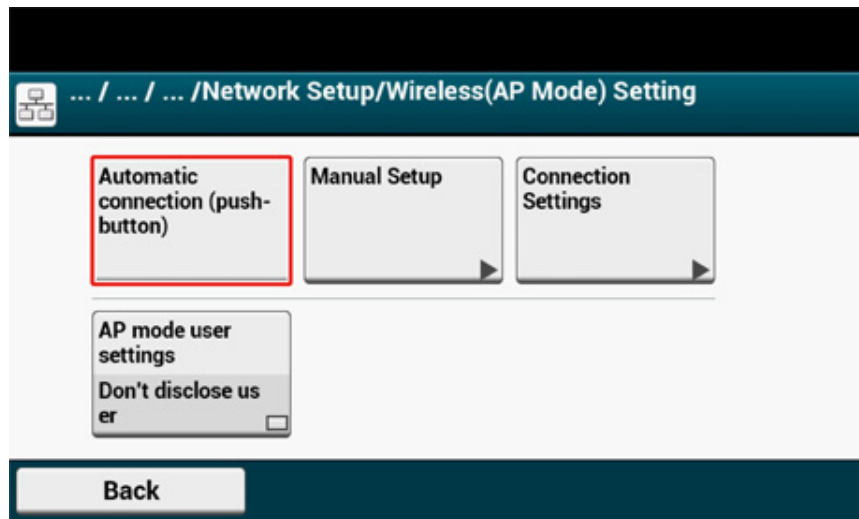 ... / ... / ... /Network Setup/Wireless(AP Mode) Setting
Automatic
connection (push-
button)
Manual Setup
Connection
Settings
AP mode user
settings
Don't disclose us
er
Back